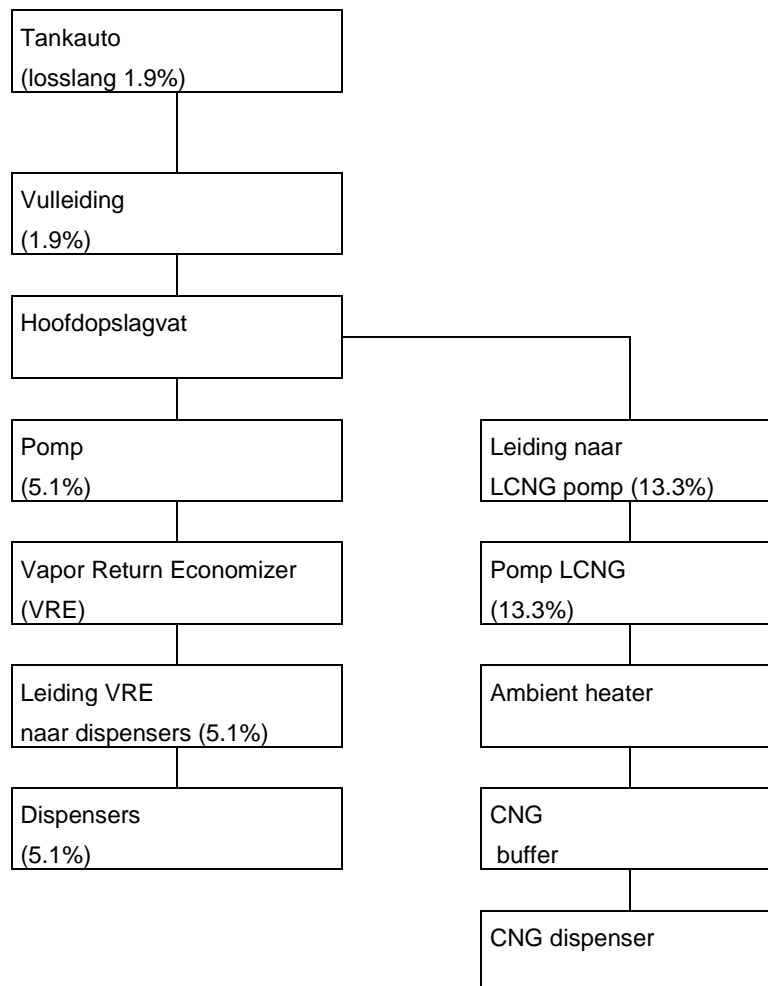 Tankauto
(losslang 1.9%)
Vulleiding
(1.9%)
Hoofdopslagvat
Pomp
(5.1%)
Leiding naar
LCNG pomp (13.3%)
Vapor Return Economizer
(VRE)
Pomp LCNG
(13.3%)
Leiding VRE
naar dispensers (5.1%)
Ambient heater
Dispensers
(5.1%)
CNG
buffer
CNG dispenser